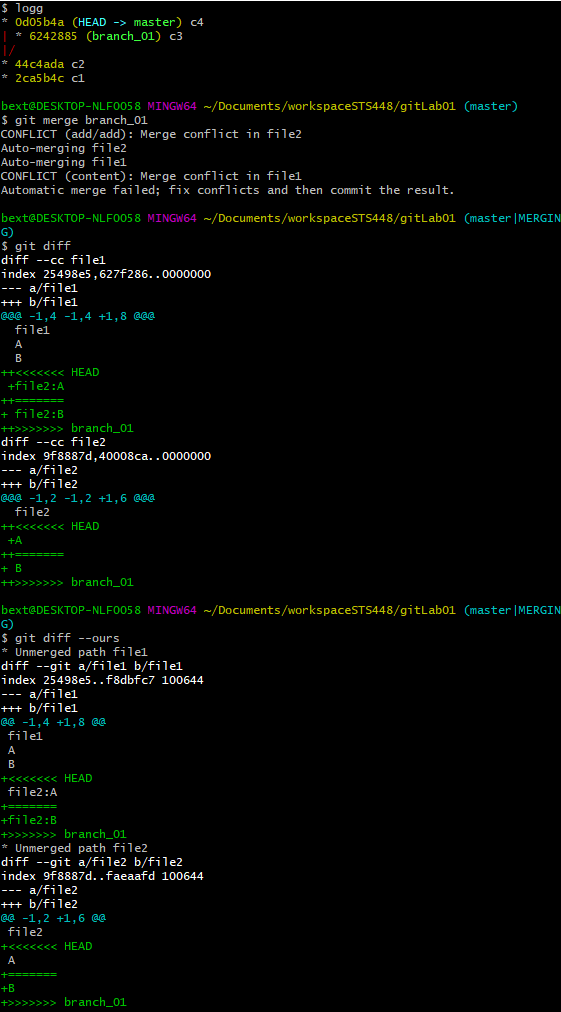 $ logg
* 0d05b4a (HEAD -> master) c4
| * 6242885 (branch_01) c3
|/
* 44c4ada c2
* 2ca5b4c c1

bext@DESKTOP-NLFOO58 MINGW64 ~/Documents/workspaceSTS448/gitLab01 (master)
$ git merge branch_01
CONFLICT (add/add): Merge conflict in file2
Auto-merging file2
Auto-merging file1
CONFLICT (content): Merge conflict in file1
Automatic merge failed; fix conflicts and then commit the result.

bext@DESKTOP-NLFOO58 MINGW64 ~/Documents/workspaceSTS448/gitLab01 (master|MERGIN
G)
$ git diff
diff --cc file1
index 25498e5,627f286..0000000
--- a/file1
+++ b/file1
@@@ -1,4 -1,4 +1,8 @@@
  file1
  A
  B
++<<<<<<< HEAD
 +file2:A
++=======
+ file2:B
++>>>>>>> branch_01
diff --cc file2
index 9f8887d,40008ca..0000000
--- a/file2
+++ b/file2
@@@ -1,2 -1,2 +1,6 @@@
  file2
++<<<<<<< HEAD
 +A
++=======
+ B
++>>>>>>> branch_01

bext@DESKTOP-NLFOO58 MINGW64 ~/Documents/workspaceSTS448/gitLab01 (master|MERGIN
G)
$ git diff --ours
* Unmerged path file1
diff --git a/file1 b/file1
index 25498e5..f8dbfc7 100644
--- a/file1
+++ b/file1
@@ -1,4 +1,8 @@
 file1
 A
 B
+<<<<<<< HEAD
 file2:A
+=======
+file2:B
+>>>>>>> branch_01
* Unmerged path file2
diff --git a/file2 b/file2
index 9f8887d..faeaafd 100644
--- a/file2
+++ b/file2
@@ -1,2 +1,6 @@
 file2
+<<<<<<< HEAD
 A
+=======
+B
+>>>>>>> branch_01